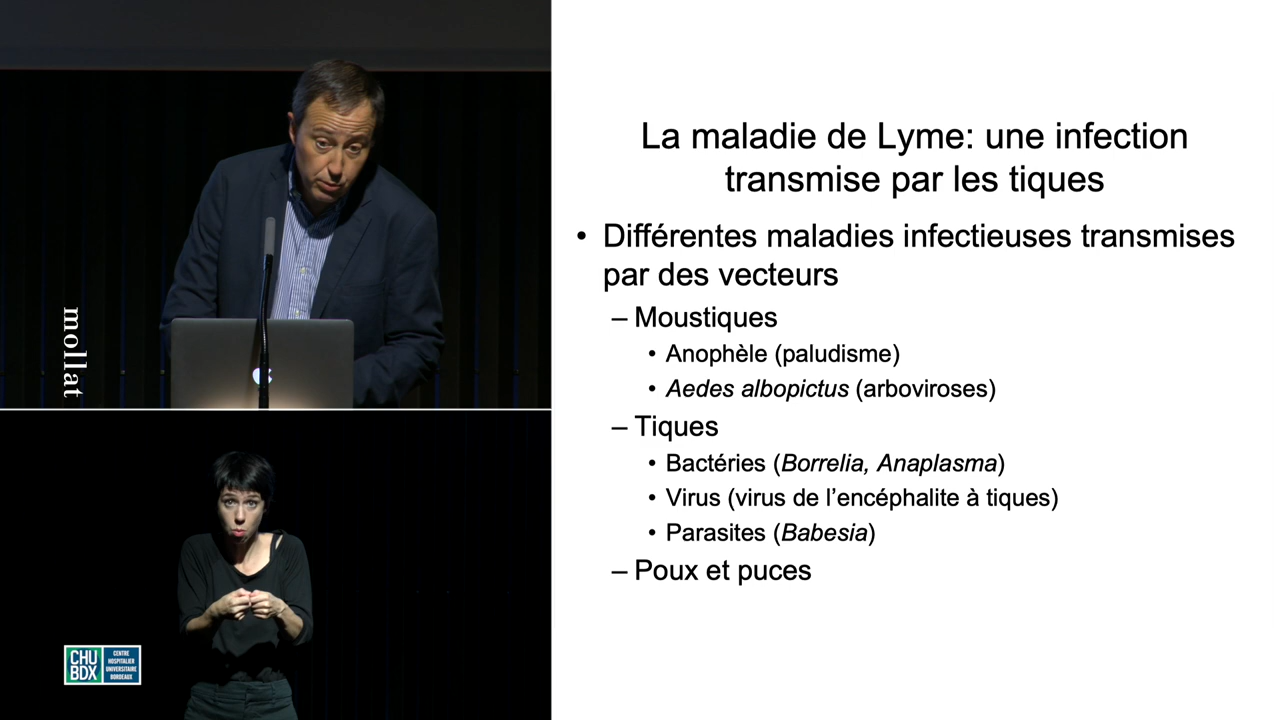 La maladie de Lyme: une infection
transmise par les tiques
• Différentes maladies infectieuses transmises
par des vecteurs
– Moustiques
• Anophèle (paludisme)
• Aedes albopictus (arboviroses)
– Tiques
• Bactéries (Borrelia, Anaplasma)
• Virus (virus de l’encéphalite à tiques)
• Parasites (Babesia)
– Poux et puces
mollat
CHU
BDX
CENTRE
HOSPITALIER
UNIVERSITAIRE
BORDEAUX